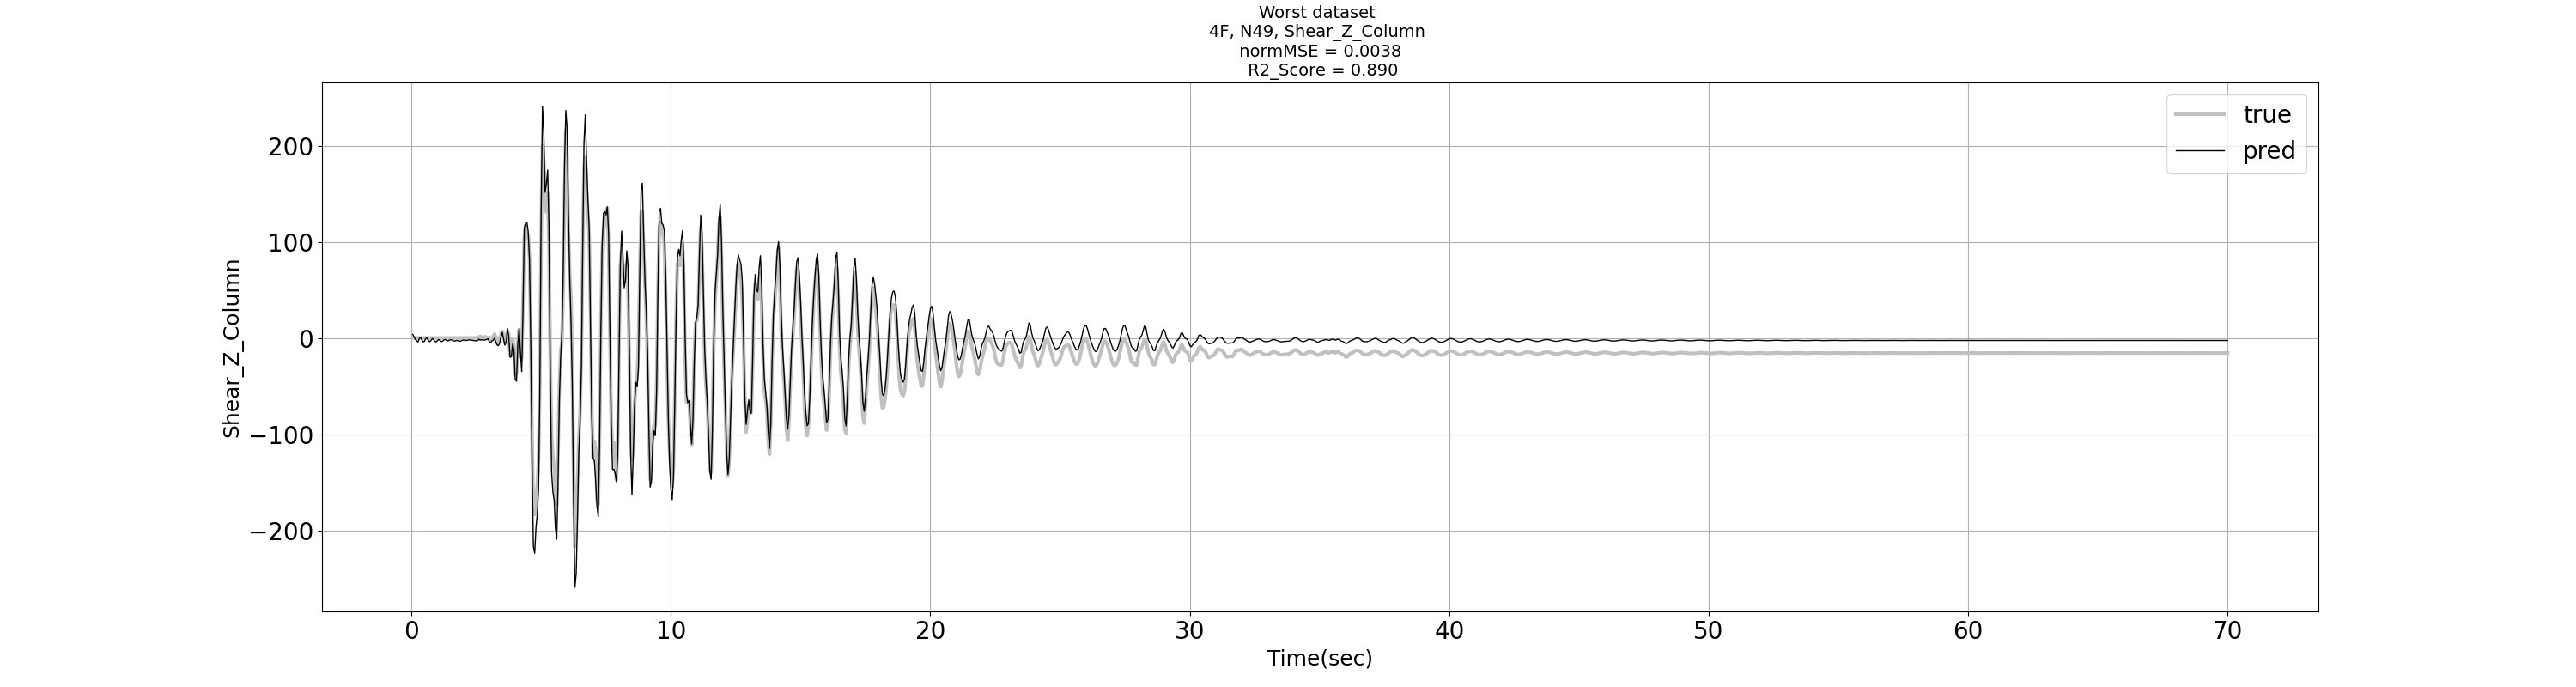 Worst dataset
4F, N49, Shear_Z_Column
normMSE = 0.0038
R2_Score = 0.890
true
pred
200
100
0
−100
−200
Shear_Z_Column
0 10 20 30 40 50 60 70
Time(sec)